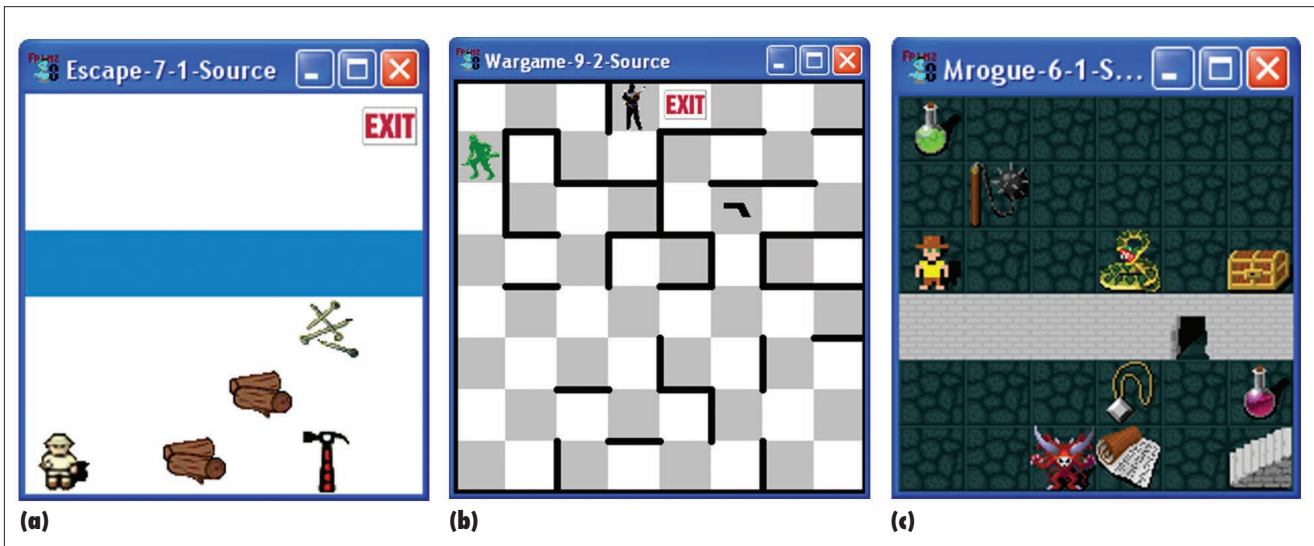 Escape-7-1-Source
EXIT
(a)
Wargame-9-2-Source
EXIT
(b)
Mrogue-6-1-S...
(c)